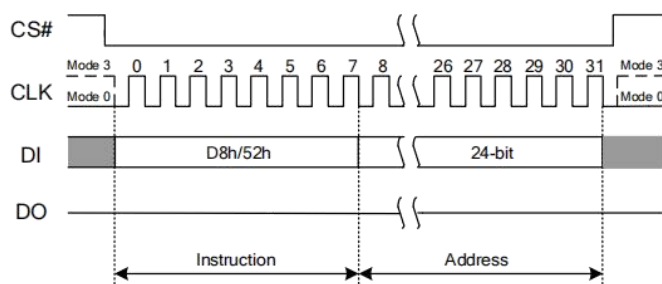 CS#
Mode 3 0 1 2 3 4 5 6 7 8 26 27 28 29 30 31 Mode 3
CLK Mode 0 Mode 0
DI D8h/52h 24-bit
DO
Instruction Address